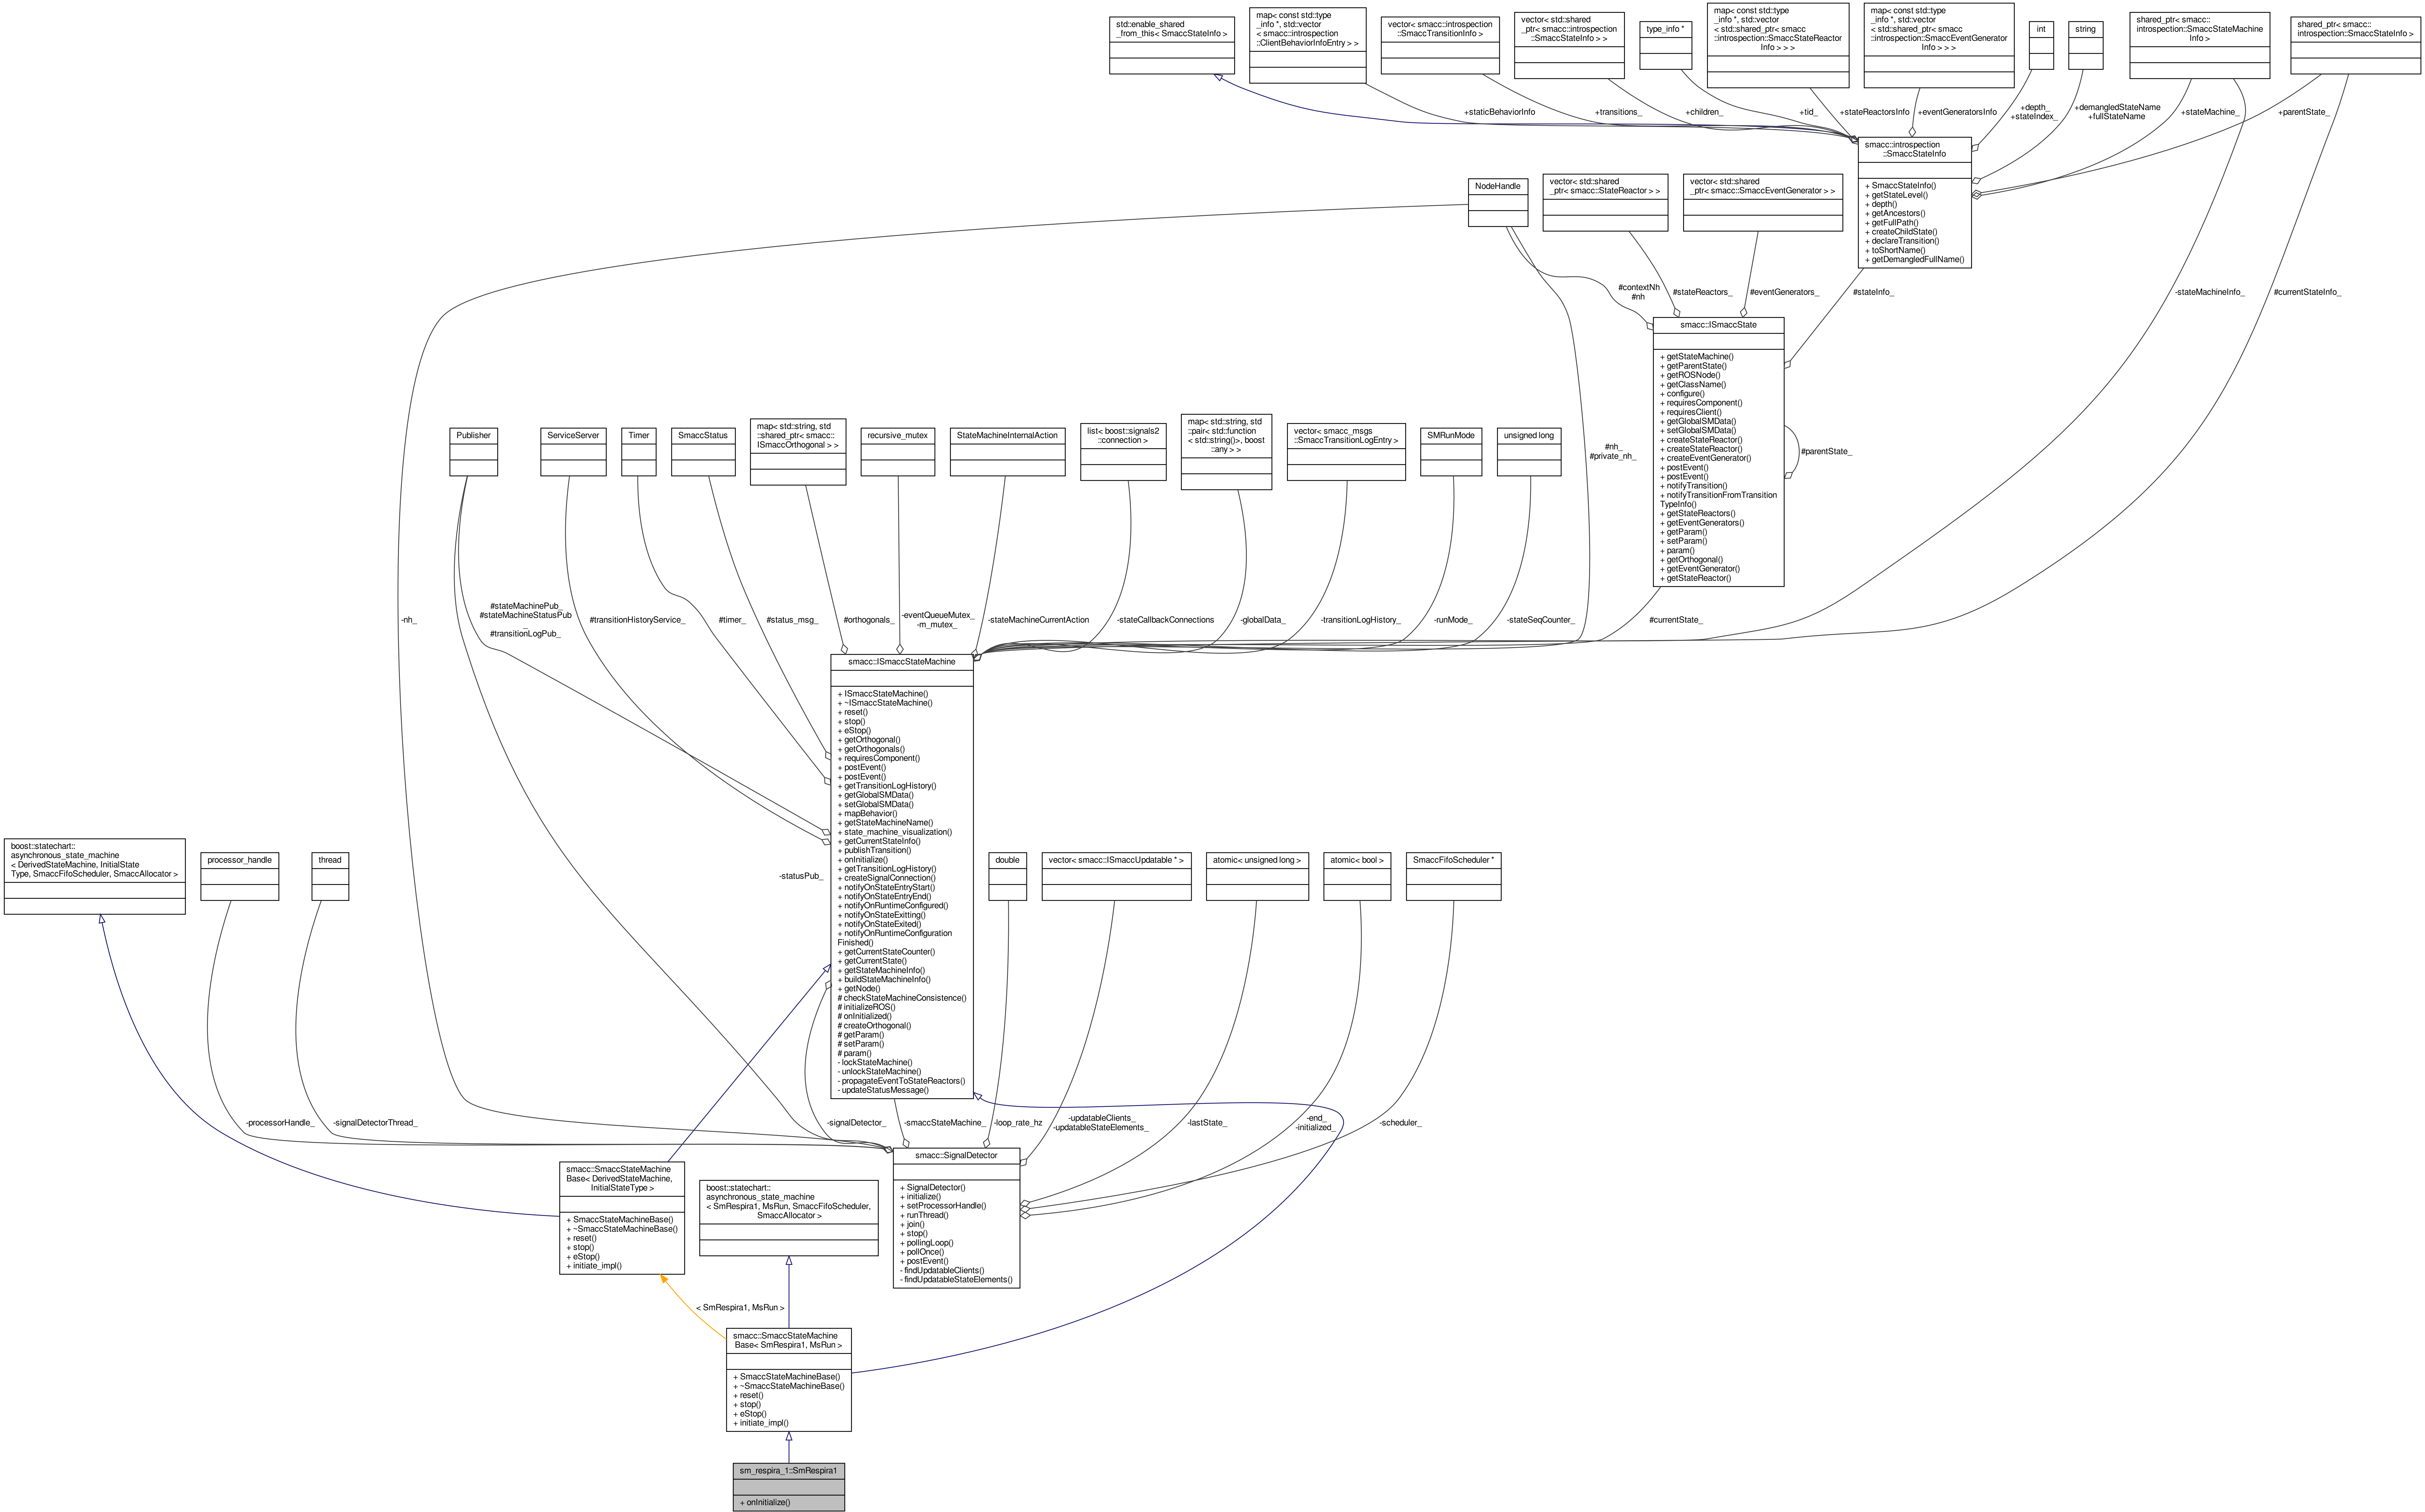 std::enable_shared
_from_this< SmaccStateInfo >
map< const std::type
_info *, std::vector
< smacc::introspection
::ClientBehaviorInfoEntry > >
vector< smacc::introspection
::SmaccTransitionInfo >
vector< std::shared
_ptr< smacc::introspection
::SmaccStateInfo > >
type_info *
map< const std::type
_info *, std::vector
< std::shared_ptr< smacc
::introspection::SmaccStateReactor
Info > > >
map< const std::type
_info *, std::vector
< std::shared_ptr< smacc
::introspection::SmaccEventGenerator
Info > > >
int
string
shared_ptr< smacc::
introspection::SmaccStateMachine
Info >
shared_ptr< smacc::
introspection::SmaccStateInfo >
+staticBehaviorInfo
+transitions_
+children_
+tid_
+stateReactorsInfo
+eventGeneratorsInfo
+depth_
+stateIndex_
+demangledStateName
+fullStateName
+stateMachine_
+parentState_
smacc::introspection
::SmaccStateInfo
+ SmaccStateInfo()
+ getStateLevel()
+ depth()
+ getAncestors()
+ getFullPath()
+ createChildState()
+ declareTransition()
+ toShortName()
+ getDemangledFullName()
NodeHandle
vector< std::shared
_ptr< smacc::StateReactor > >
vector< std::shared
_ptr< smacc::SmaccEventGenerator > >
#contextNh
#nh
#stateReactors_
#eventGenerators_
#stateInfo_
-stateMachineInfo_
#currentStateInfo_
smacc::ISmaccState
+ getStateMachine()
+ getParentState()
+ getROSNode()
+ getClassName()
+ configure()
+ requiresComponent()
+ requiresClient()
+ getGlobalSMData()
+ setGlobalSMData()
+ createStateReactor()
+ createStateReactor()
+ createEventGenerator()
+ postEvent()
+ postEvent()
+ notifyTransition()
+ notifyTransitionFromTransition
TypeInfo()
+ getStateReactors()
+ getEventGenerators()
+ getParam()
+ setParam()
+ param()
+ getOrthogonal()
+ getEventGenerator()
+ getStateReactor()
#parentState_
Publisher
ServiceServer
Timer
SmaccStatus
map< std::string, std
::shared_ptr< smacc::
ISmaccOrthogonal > >
recursive_mutex
StateMachineInternalAction
list< boost::signals2
::connection >
map< std::string, std
::pair< std::function
< std::string()>, boost
::any > >
vector< smacc_msgs
::SmaccTransitionLogEntry >
SMRunMode
unsigned long
#nh_
#private_nh_
-nh_
#stateMachinePub_
#stateMachineStatusPub
_
#transitionLogPub_
#transitionHistoryService_
#timer_
#status_msg_
#orthogonals_
-eventQueueMutex_
-m_mutex_
-stateMachineCurrentAction
-stateCallbackConnections
-globalData_
-transitionLogHistory_
-runMode_
-stateSeqCounter_
#currentState_
smacc::ISmaccStateMachine
+ ISmaccStateMachine()
+ ~ISmaccStateMachine()
+ reset()
+ stop()
+ eStop()
+ getOrthogonal()
+ getOrthogonals()
+ requiresComponent()
+ postEvent()
+ postEvent()
+ getTransitionLogHistory()
+ getGlobalSMData()
+ setGlobalSMData()
+ mapBehavior()
+ getStateMachineName()
+ state_machine_visualization()
+ getCurrentStateInfo()
+ publishTransition()
+ onInitialize()
+ getTransitionLogHistory()
+ createSignalConnection()
+ notifyOnStateEntryStart()
+ notifyOnStateEntryEnd()
+ notifyOnRuntimeConfigured()
+ notifyOnStateExitting()
+ notifyOnStateExited()
+ notifyOnRuntimeConfiguration
Finished()
+ getCurrentStateCounter()
+ getCurrentState()
+ getStateMachineInfo()
+ buildStateMachineInfo()
+ getNode()
# checkStateMachineConsistence()
# initializeROS()
# onInitialized()
# createOrthogonal()
# getParam()
# setParam()
# param()
- lockStateMachine()
- unlockStateMachine()
- propagateEventToStateReactors()
- updateStatusMessage()
boost::statechart::
asynchronous_state_machine
< DerivedStateMachine, InitialState
Type, SmaccFifoScheduler, SmaccAllocator >
processor_handle
thread
-statusPub_
double
vector< smacc::ISmaccUpdatable * >
atomic< unsigned long >
atomic< bool >
SmaccFifoScheduler *
-processorHandle_
-signalDetectorThread_
-signalDetector_
-smaccStateMachine_
-loop_rate_hz
-updatableClients_
-updatableStateElements_
-lastState_
-end_
-initialized_
-scheduler_
smacc::SmaccStateMachine
Base< DerivedStateMachine,
InitialStateType >
+ SmaccStateMachineBase()
+ ~SmaccStateMachineBase()
+ reset()
+ stop()
+ eStop()
+ initiate_impl()
boost::statechart::
asynchronous_state_machine
< SmRespira1, MsRun, SmaccFifoScheduler,
SmaccAllocator >
smacc::SignalDetector
+ SignalDetector()
+ initialize()
+ setProcessorHandle()
+ runThread()
+ join()
+ stop()
+ pollingLoop()
+ pollOnce()
+ postEvent()
- findUpdatableClients()
- findUpdatableStateElements()
< SmRespira1, MsRun >
smacc::SmaccStateMachine
Base< SmRespira1, MsRun >
+ SmaccStateMachineBase()
+ ~SmaccStateMachineBase()
+ reset()
+ stop()
+ eStop()
+ initiate_impl()
sm_respira_1::SmRespira1
+ onInitialize()